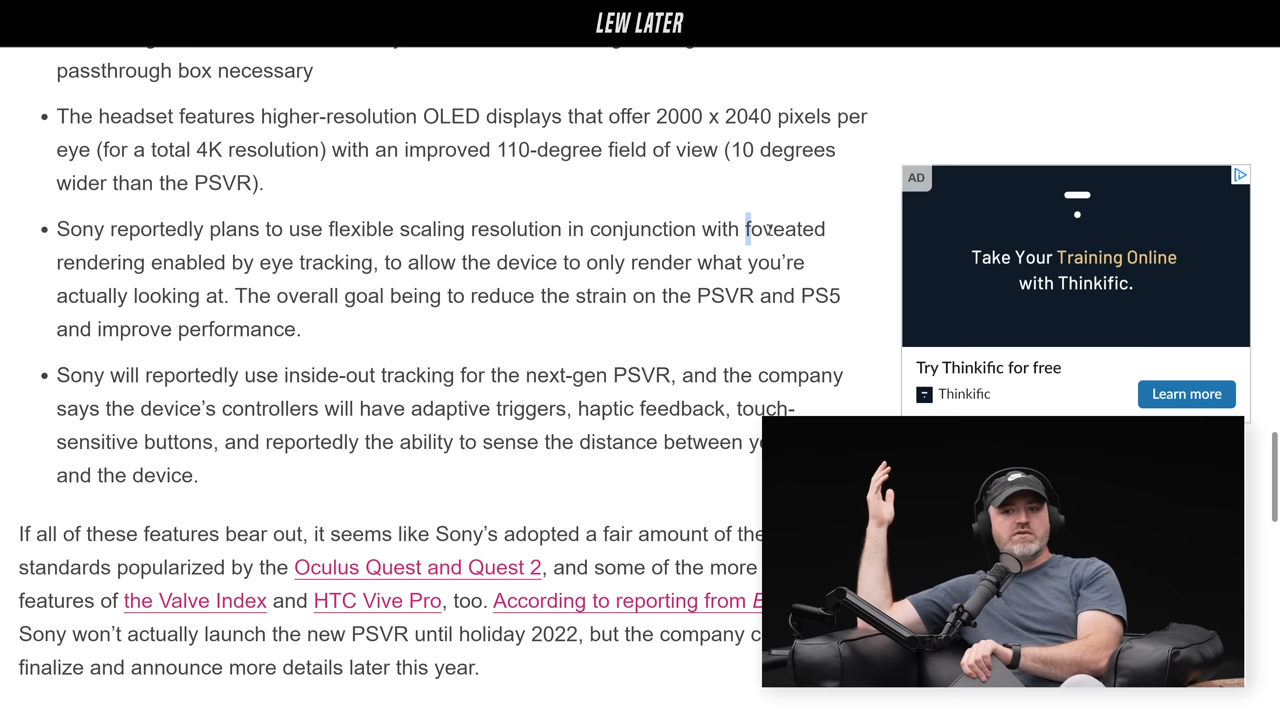 LEW LATER
passthrough box necessary
The headset features higher-resolution OLED displays that offer 2000 x 2040 pixels per
eye (for a total 4K resolution) with an improved 110-degree field of view (10 degrees
wider than the PSVR).
Sony reportedly plans to use flexible scaling resolution in conjunction with foveated
rendering enabled by eye tracking, to allow the device to only render what you’re
actually looking at. The overall goal being to reduce the strain on the PSVR and PS5
and improve performance.
Sony will reportedly use inside-out tracking for the next-gen PSVR, and the company
says the device’s controllers will have adaptive triggers, haptic feedback, touch-
sensitive buttons, and reportedly the ability to sense the distance between
and the device.
If all of these features bear out, it seems like Sony’s adopted a fair amount of the
standards popularized by the Oculus Quest and Quest 2, and some of the more
features of the Valve Index and HTC Vive Pro, too. According to reporting from
Sony won’t actually launch the new PSVR until holiday 2022, but the company
finalize and announce more details later this year.
AD
Take Your Training Online
with Thinkific.
Try Thinkific for free
Thinkific
Learn more